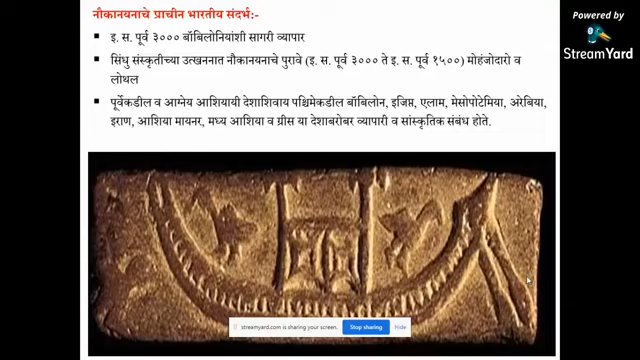 नौकानयनाचे प्राचीन भारतीय संदर्भ:-
Powered by
StreamYard
इ. स. पूर्व ३००० बॉबिलोनियांशी सागरी व्यापार
सिंधु संस्कृतीच्या उत्खननात नौकानयनाचे पुरावे (इ. स. पूर्व ३००० ते इ. स. पूर्व १५००) मोहंजोदारो व
लोथल
पूर्वेकडील व आग्नेय आशियायी देशाशिवाय पश्चिमेकडील बॉबिलोन, इजिप्त, एलाम, मेसोपोटेमिया, अरेबिया,
इराण, आशिया मायनर, मध्य आशिया व ग्रीस या देशाबरोबर व्यापारी व सांस्कृतिक संबंध होते.
streamyard.com is sharing your screen. Stop sharing Hide